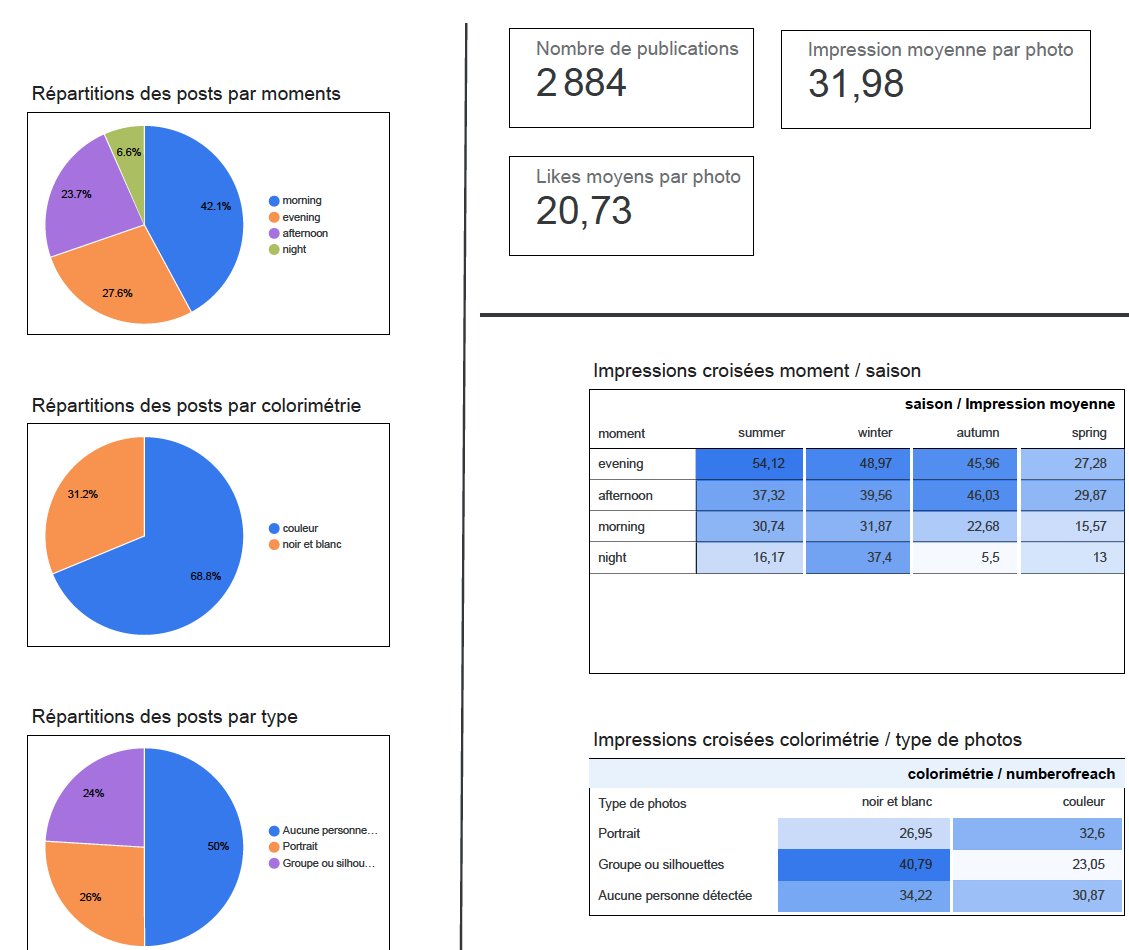 Répartitions des posts par moments
6.6%
23.7%
42.1%
27.6%
morning
evening
afternoon
night
Répartitions des posts par colorimétrie
31.2%
68.8%
couleur
noir et blanc
Répartitions des posts par type
24%
50%
26%
Aucune personne…
Portrait
Groupe ou silhou…
Nombre de publications
2 884
Impression moyenne par photo
31,98
Likes moyens par photo
20,73
Impressions croisées moment / saison
saison / Impression moyenne
moment summer winter autumn spring
evening 54,12 48,97 45,96 27,28
afternoon 37,32 39,56 46,03 29,87
morning 30,74 31,87 22,68 15,57
night 16,17 37,4 5,5 13
Impressions croisées colorimétrie / type de photos
colorimétrie / numberofreach
Type de photos noir et blanc couleur
Portrait 26,95 32,6
Groupe ou silhouettes 40,79 23,05
Aucune personne détectée 34,22 30,87